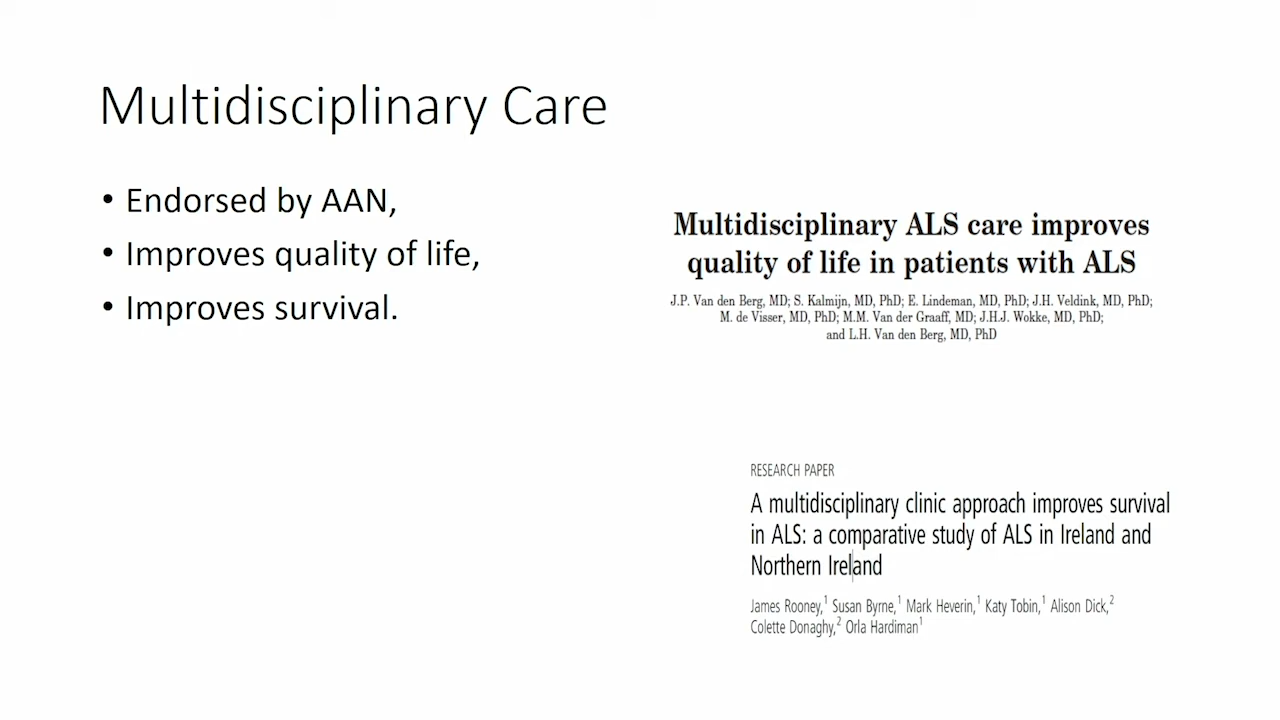 Multidisciplinary Care
• Endorsed by AAN,
• Improves quality of life,
• Improves survival.
Multidisciplinary ALS care improves
quality of life in patients with ALS
J.P. Van den Berg, MD; S. Kalmijn, MD, PhD; E. Lindeman, MD, PhD; J.H. Veldink, MD, PhD;
M. de Visser, MD, PhD; M.M. Van der Graaff, MD; J.H.J. Wokke, MD, PhD;
and L.H. Van den Berg, MD, PhD
RESEARCH PAPER
A multidisciplinary clinic approach improves survival
in ALS: a comparative study of ALS in Ireland and
Northern Ireland
James Rooney,¹ Susan Byrne,¹ Mark Heverin,¹ Katy Tobin,¹ Alison Dick,²
Colette Donaghy,² Orla Hardiman¹